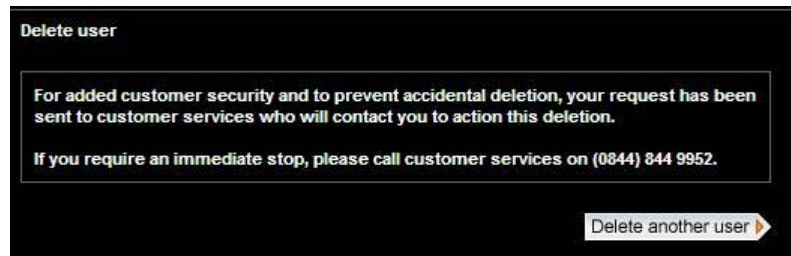 Delete user
For added customer security and to prevent accidental deletion, your request has been
sent to customer services who will contact you to action this deletion.
If you require an immediate stop, please call customer services on (0844) 844 9952.
Delete another user